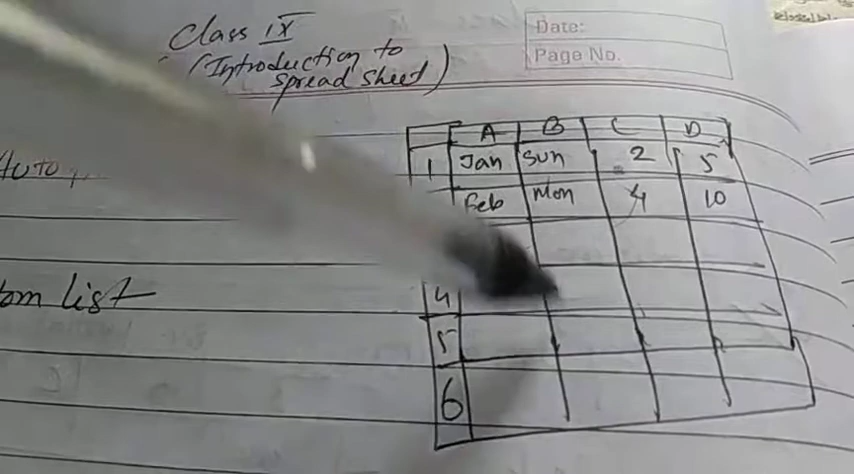 Class IX
(Introduction to
spread sheet)
Date:
Page No.
Auto
list
A B C D
1 Jan Sun 2 5
Feb Mon 4 10
4
5
6